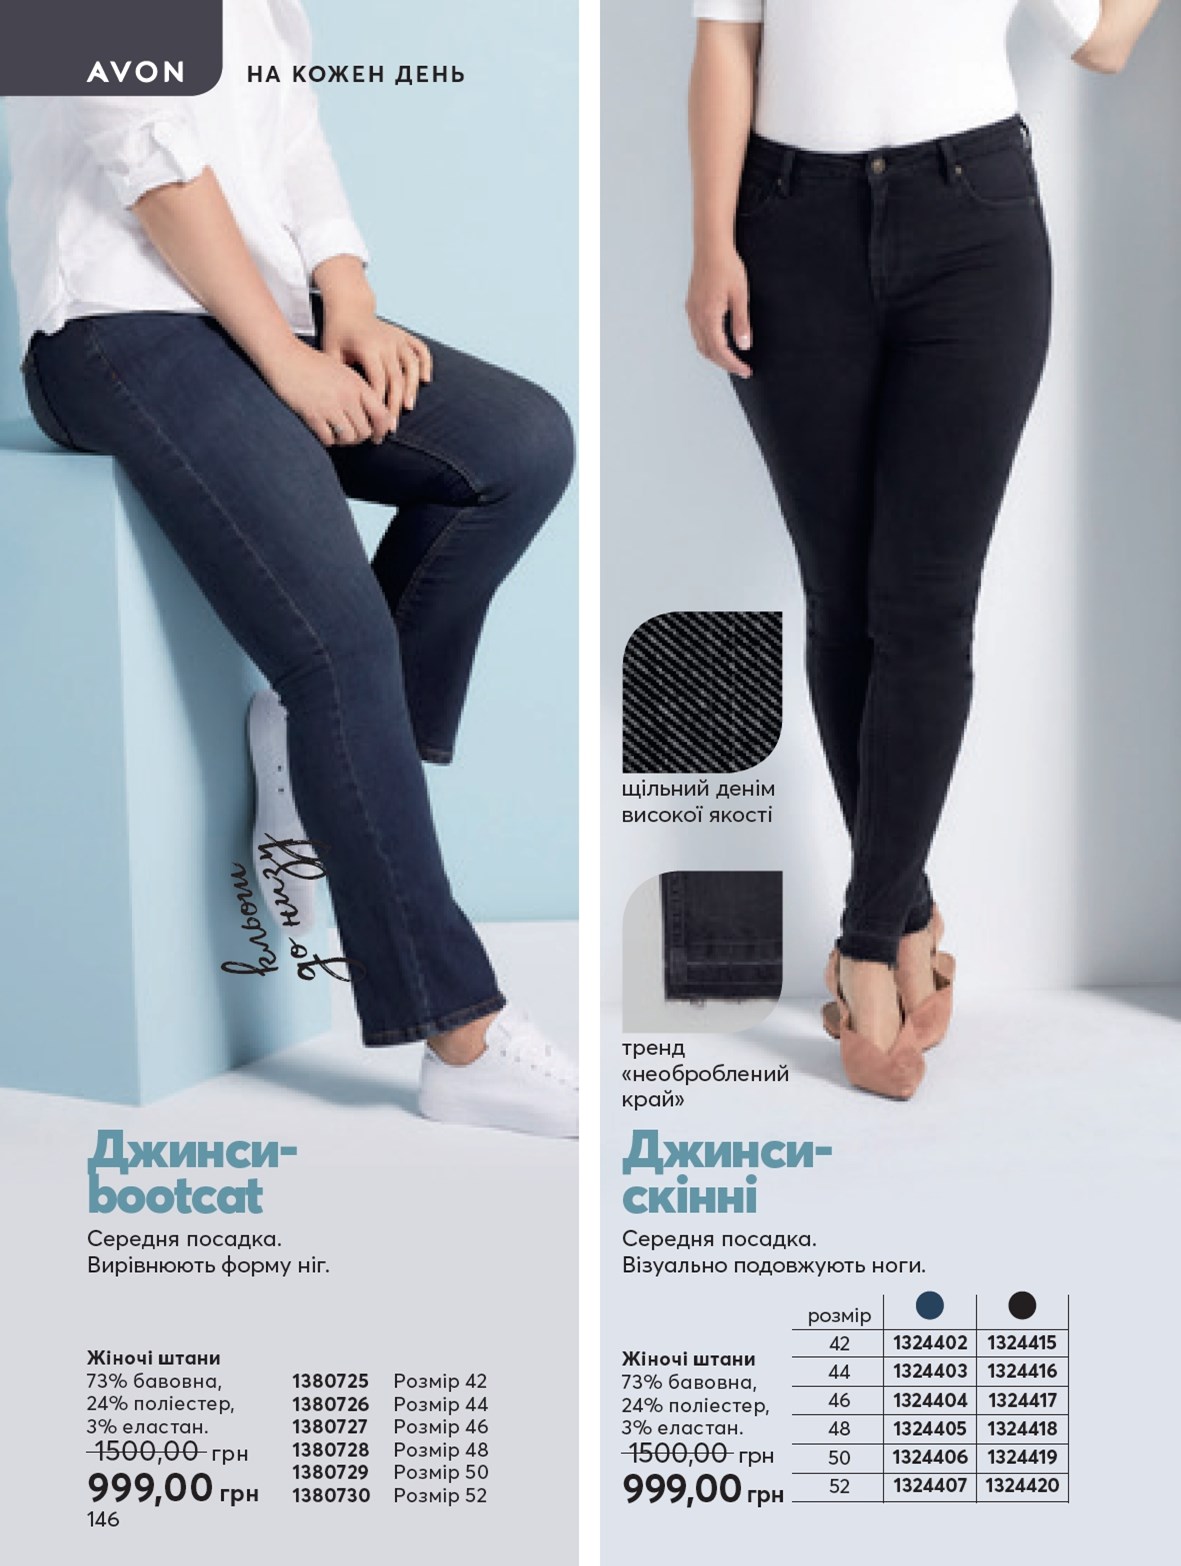 AVON
НА КОЖЕН ДЕНЬ
кльош
до низу
Джинси-
bootcat
Середня посадка.
Вирівнюють форму ніг.
Жіночі штани
73% бавовна,
24% поліестер,
3% еластан.
1500,00 грн
999,00 грн
1380725 Розмір 42
1380726 Розмір 44
1380727 Розмір 46
1380728 Розмір 48
1380729 Розмір 50
1380730 Розмір 52
146
щільний денім
високої якості
тренд
«необроблений
край»
Джинси-
скінні
Середня посадка.
Візуально подовжують ноги.
Жіночі штани
73% бавовна,
24% поліестер,
3% еластан.
1500,00 грн
999,00 грн
розмір
42 1324402 1324415
44 1324403 1324416
46 1324404 1324417
48 1324405 1324418
50 1324406 1324419
52 1324407 1324420